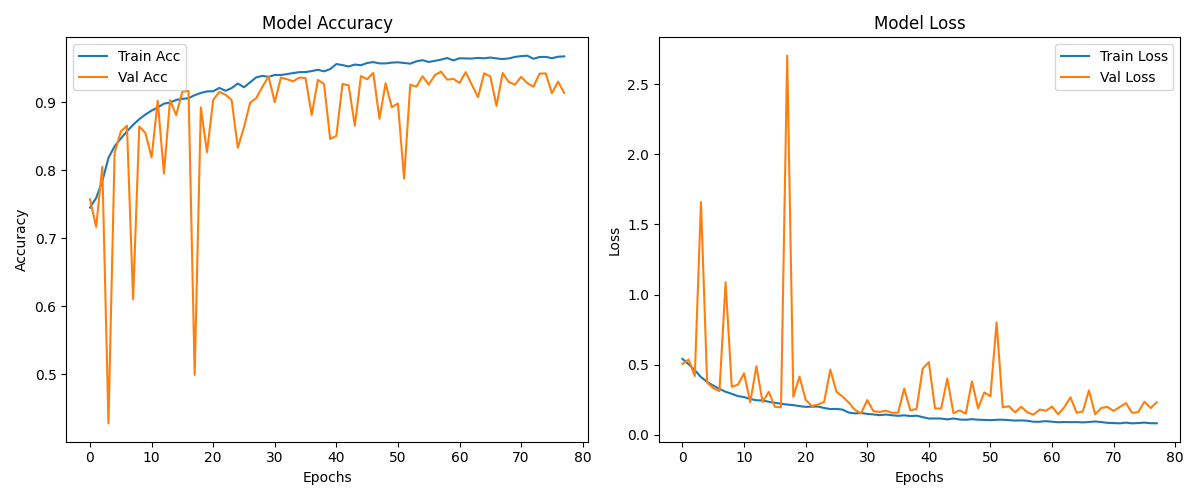 Model Accuracy
Train Acc
Val Acc
Accuracy
0.9
0.8
0.7
0.6
0.5
0 10 20 30 40 50 60 70 80
Epochs
Model Loss
Train Loss
Val Loss
Loss
2.5
2.0
1.5
1.0
0.5
0.0
0 10 20 30 40 50 60 70 80
Epochs